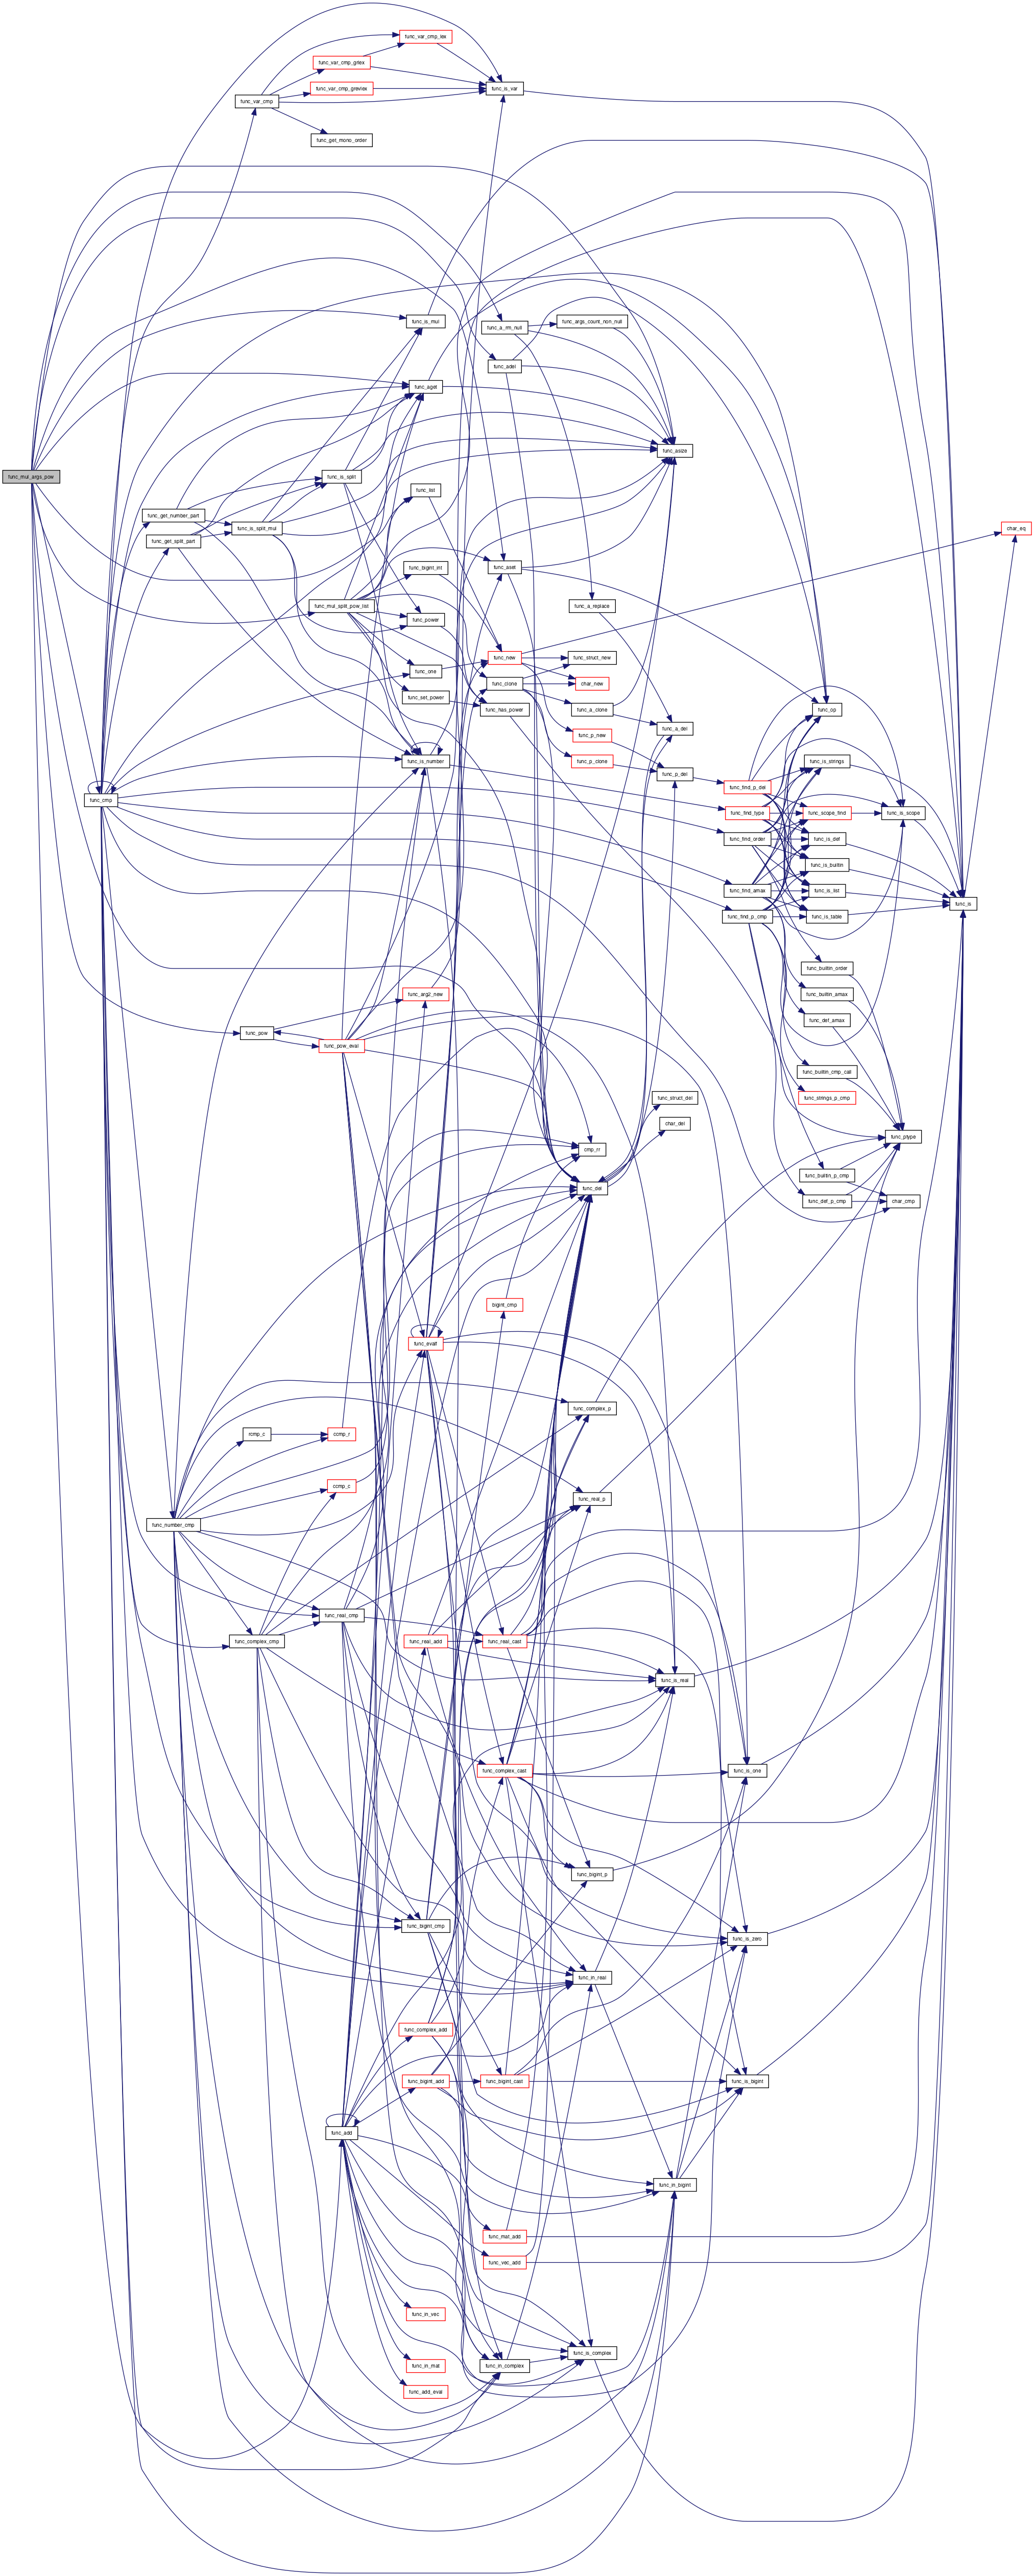 func_var_cmp_lex
func_var_cmp_grlex
func_var_cmp_grevlex
func_is_var
func_var_cmp
func_get_mono_order
func_is_mul
func_a_rm_null
func_args_count_non_null
func_adel
func_aget
func_asize
func_mul_args_pow
func_is_split
func_list
func_get_number_part
func_is_split_mul
func_get_split_part
char_eq
func_bigint_int
func_aset
func_mul_split_pow_list
func_a_replace
func_power
func_new
func_struct_new
func_one
func_clone
char_new
func_set_power
func_has_power
func_a_clone
func_op
func_a_del
func_p_new
func_is_number
func_p_clone
func_is_strings
func_p_del
func_find_p_del
func_cmp
func_find_type
func_scope_find
func_is_scope
func_find_order
func_is_def
func_is_builtin
func_find_amax
func_is_list
func_is
func_find_p_cmp
func_is_table
func_builtin_order
func_arg2_new
func_builtin_amax
func_def_amax
func_pow
func_pow_eval
func_builtin_cmp_call
func_struct_del
func_strings_p_cmp
char_del
func_ptype
cmp_rr
func_builtin_p_cmp
func_del
func_def_p_cmp
char_cmp
bigint_cmp
func_evalf
func_complex_p
rcmp_c
ccmp_r
ccmp_c
func_real_p
func_number_cmp
func_real_cmp
func_complex_cmp
func_real_add
func_real_cast
func_is_real
func_complex_cast
func_is_one
func_bigint_p
func_bigint_cmp
func_is_zero
func_in_real
func_complex_add
func_bigint_add
func_bigint_cast
func_is_bigint
func_add
func_in_bigint
func_mat_add
func_vec_add
func_in_vec
func_is_complex
func_in_mat
func_in_complex
func_add_eval